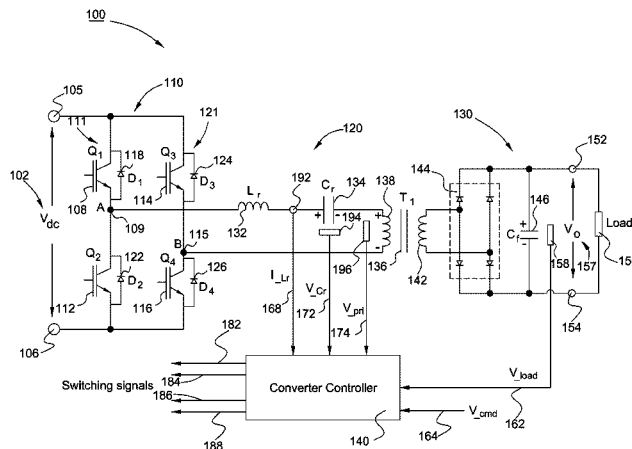 100
105
110
111
121
120
130
152
Q1
118
Q3
124
192
134
138
T1
144
146
102
Vdc
108
D1
114
D3
Lr
Cr
+
-
194
+
-
Vo
Load
A
109
115
132
196
136
142
Cf
+
-
158
157
15
B
Q2
122
Q4
126
I_Lr
V_Cr
154
112
D2
116
D4
168
172
V_pri
174
106
182
Switching signals
184
186
188
Converter Controller
140
V_load
162
V_cmd
164